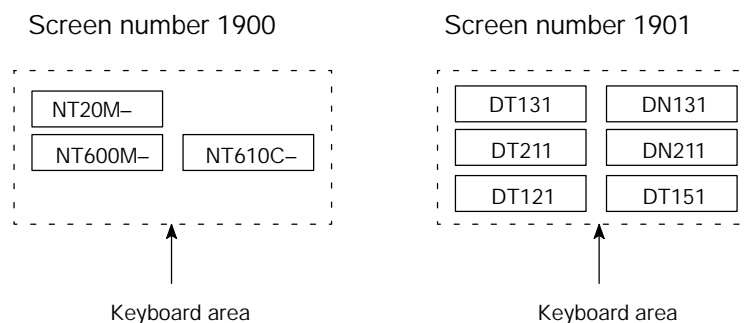 Screen number 1900
Screen number 1901
NT20M–
NT600M–
NT610C–
DT131
DN131
DT211
DN211
DT121
DT151
Keyboard area
Keyboard area